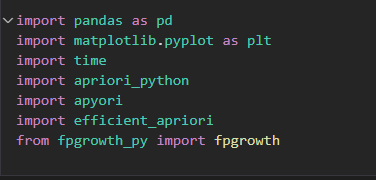 import pandas as pd
import matplotlib.pyplot as plt
import time
import apriori_python
import apyori
import efficient_apriori
from fpgrowth_py import fpgrowth